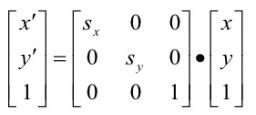 [x′] [s_x 0 0] [x]
[y′] = [0 s_y 0] • [y]
[1] [0 0 1] [1]